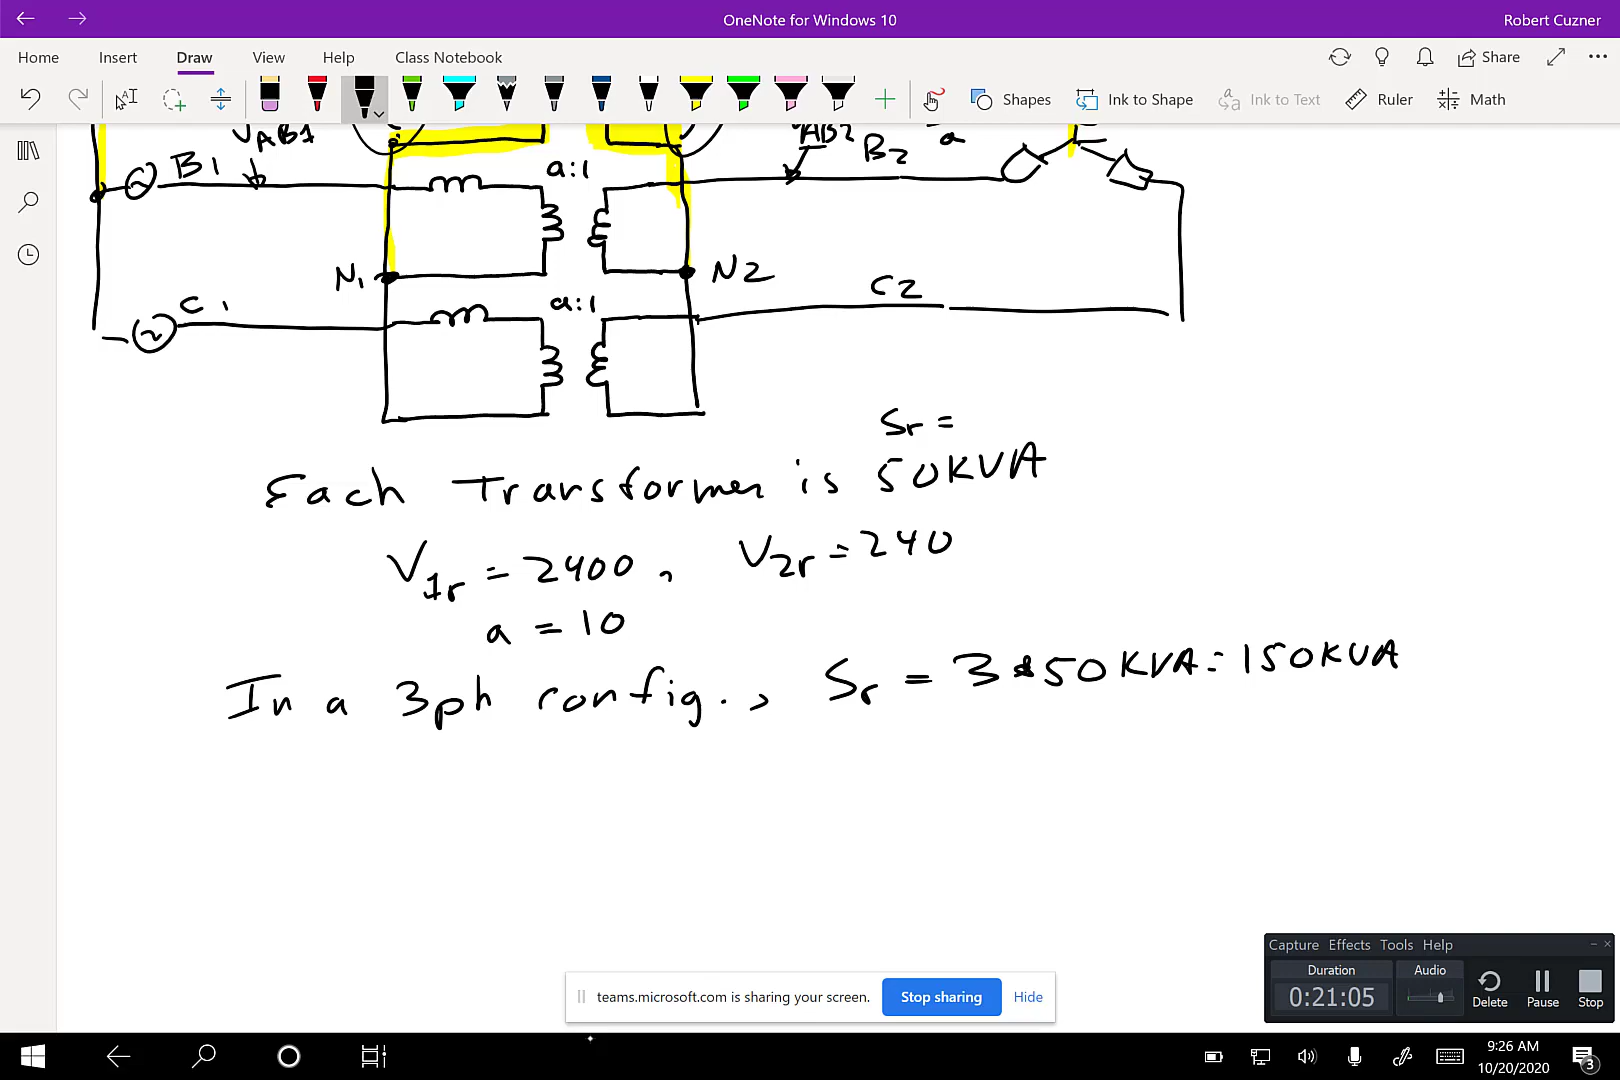 OneNote for Windows 10
Robert Cuzner
Home Insert Draw View Help Class Notebook
Share
Shapes Ink to Shape Ink to Text Ruler Math
VAB1
B1
a:1
AB2
B2
a
N1
N2
C1
a:1
C2
Sr =
Each Transformer is 50KVA
V1r = 2400, V2r = 240
a = 10
In a 3ph config., Sr = 3*50KVA = 150KVA
Capture Effects Tools Help
Duration Audio
0:21:05
Delete Pause Stop
teams.microsoft.com is sharing your screen. Stop sharing Hide
9:26 AM
10/20/2020
3